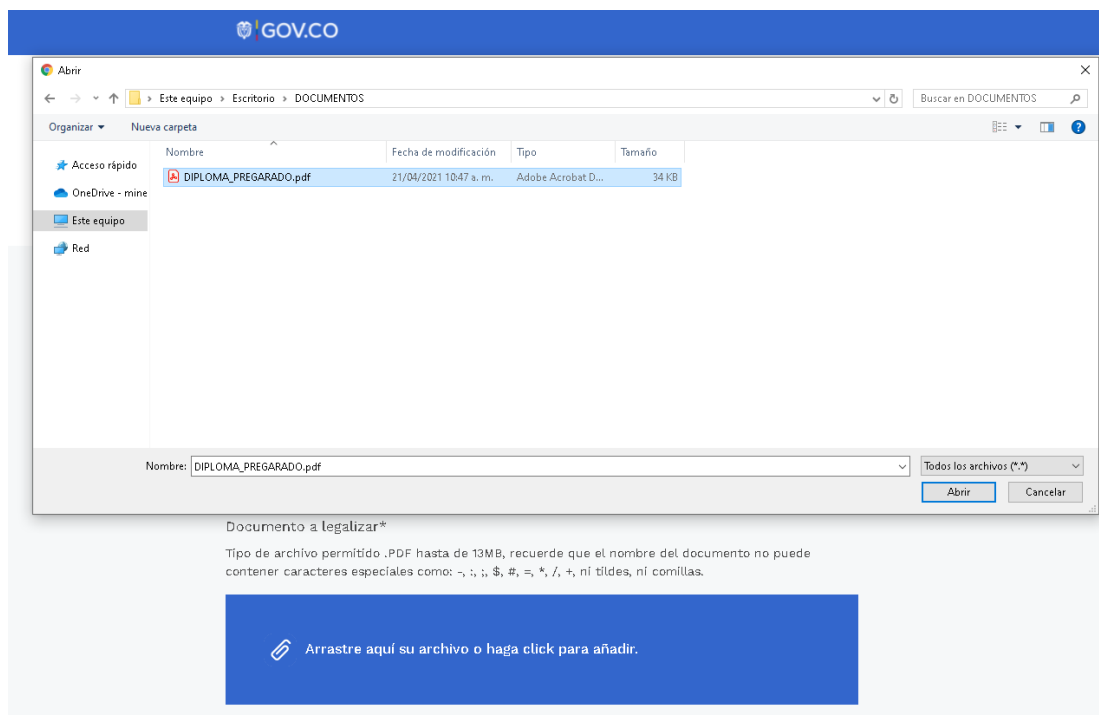 GOV.CO
Abrir
Este equipo > Escritorio > DOCUMENTOS
Buscar en DOCUMENTOS
Organizar
Nueva carpeta
Nombre
Fecha de modificación
Tipo
Tamaño
Acceso rápido
DIPLOMA_PREGARADO.pdf
21/04/2021 10:47 a. m.
Adobe Acrobat D...
34 KB
OneDrive - mine
Este equipo
Red
Nombre:
DIPLOMA_PREGARADO.pdf
Todos los archivos (*.*)
Abrir
Cancelar
Documento a legalizar*
Tipo de archivo permitido .PDF hasta de 13MB, recuerde que el nombre del documento no puede
contener caracteres especiales como: -, :, ;, $, #, =, *, /, +, ni tildes, ni comillas.
Arrastre aquí su archivo o haga click para añadir.